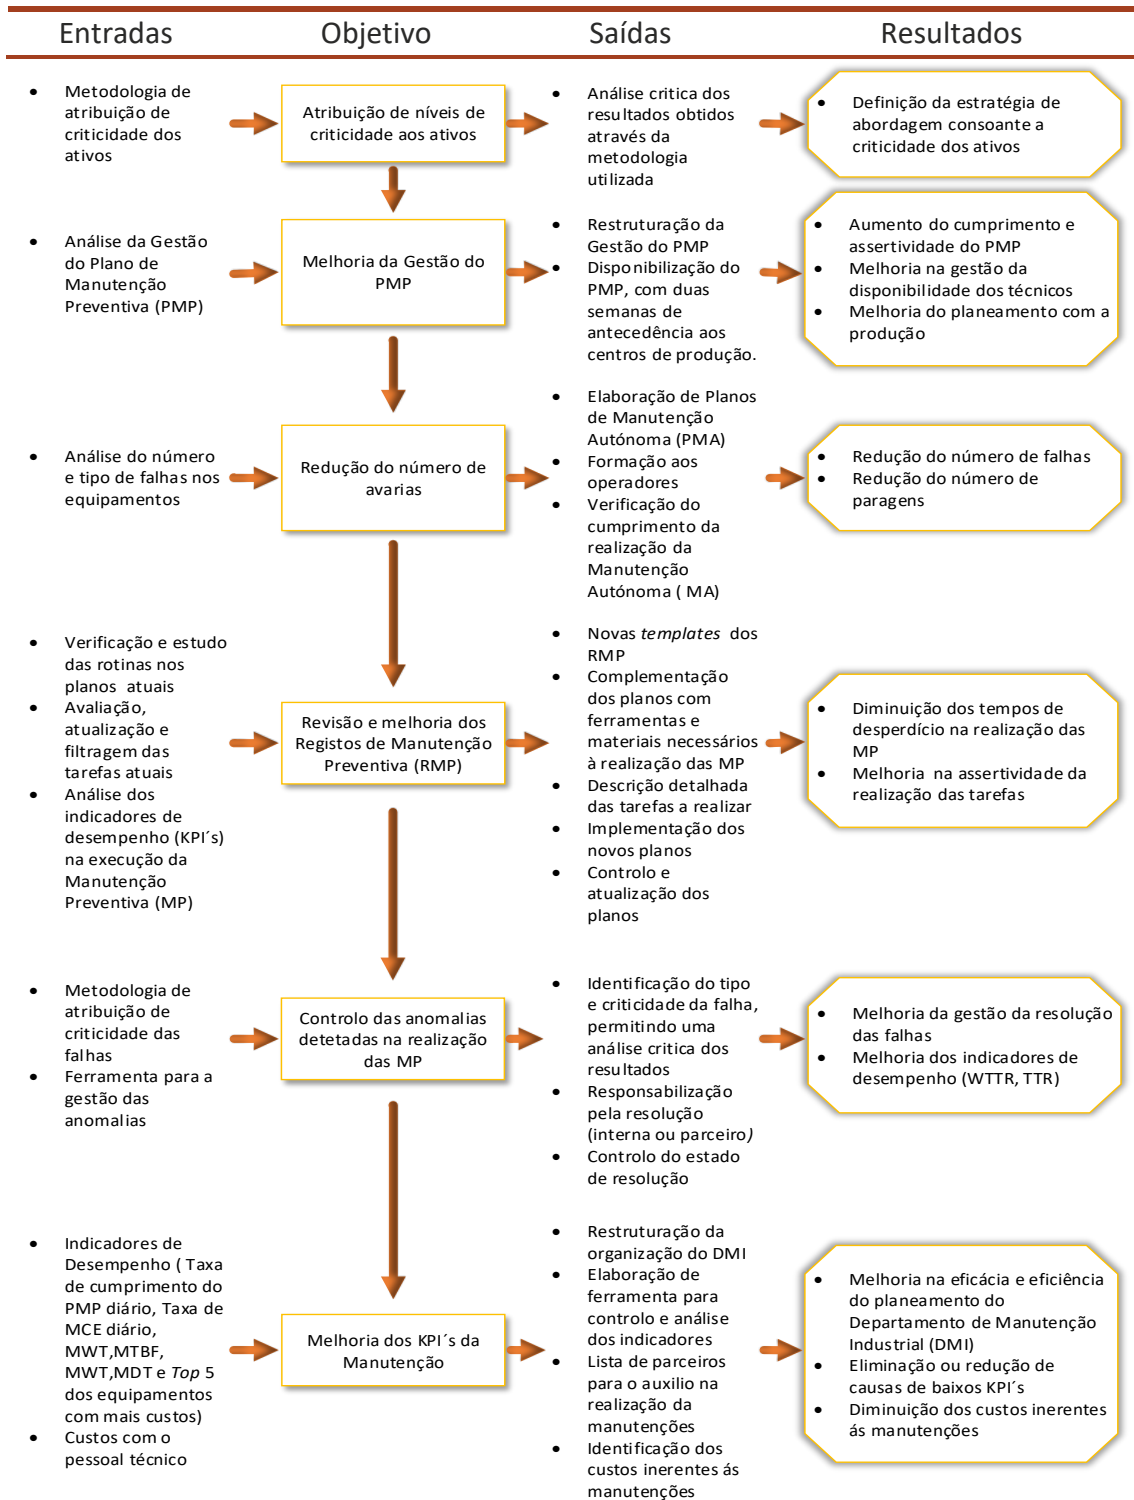 Entradas
Objetivo
Saídas
Resultados
• Metodologia de
atribuição de
criticidade dos
ativos
Atribuição de níveis de
criticidade aos ativos
• Análise critica dos
resultados obtidos
através da
metodologia
utilizada
• Definição da estratégia de
abordagem consoante a
criticidade dos ativos
• Análise da Gestão
do Plano de
Manutenção
Preventiva (PMP)
Melhoria da Gestão do
PMP
• Restruturação da
Gestão do PMP
• Disponibilização do
PMP, com duas
semanas de
antecedência aos
centros de produção.
• Aumento do cumprimento e
assertividade do PMP
• Melhoria na gestão da
disponibilidade dos técnicos
• Melhoria do planeamento com a
produção
• Análise do número
e tipo de falhas nos
equipamentos
Redução do número de
avarias
• Elaboração de Planos
de Manutenção
Autónoma (PMA)
• Formação aos
operadores
• Verificação do
cumprimento da
realização da
Manutenção
Autónoma ( MA)
• Redução do número de falhas
• Redução do número de
paragens
• Verificação e estudo
das rotinas nos
planos atuais
• Avaliação,
atualização e
filtragem das
tarefas atuais
• Análise dos
indicadores de
desempenho (KPI´s)
na execução da
Manutenção
Preventiva (MP)
Revisão e melhoria dos
Registos de Manutenção
Preventiva (RMP)
• Novas templates dos
RMP
• Complementação
dos planos com
ferramentas e
materiais necessários
à realização das MP
• Descrição detalhada
das tarefas a realizar
• Implementação dos
novos planos
• Controlo e
atualização dos
planos
• Diminuição dos tempos de
desperdício na realização das
MP
• Melhoria na assertividade da
realização das tarefas
• Metodologia de
atribuição de
criticidade das
falhas
• Ferramenta para a
gestão das
anomalias
Controlo das anomalias
detetadas na realização
das MP
• Identificação do tipo
e criticidade da falha,
permitindo uma
análise critica dos
resultados
• Responsabilização
pela resolução
(interna ou parceiro)
• Controlo do estado
de resolução
• Melhoria da gestão da resolução
das falhas
• Melhoria dos indicadores de
desempenho (WTTR, TTR)
• Indicadores de
Desempenho ( Taxa
de cumprimento do
PMP diário, Taxa de
MCE diário,
MWT,MTBF,
MWT,MDT e Top 5
dos equipamentos
com mais custos)
• Custos com o
pessoal técnico
Melhoria dos KPI´s da
Manutenção
• Restruturação da
organização do DMI
• Elaboração de
ferramenta para
controlo e análise
dos indicadores
• Lista de parceiros
para o auxilio na
realização da
manutenções
• Identificação dos
custos inerentes ás
manutenções
• Melhoria na eficácia e eficiência
do planeamento do
Departamento de Manutenção
Industrial (DMI)
• Eliminação ou redução de
causas de baixos KPI´s
• Diminuição dos custos inerentes
ás manutenções